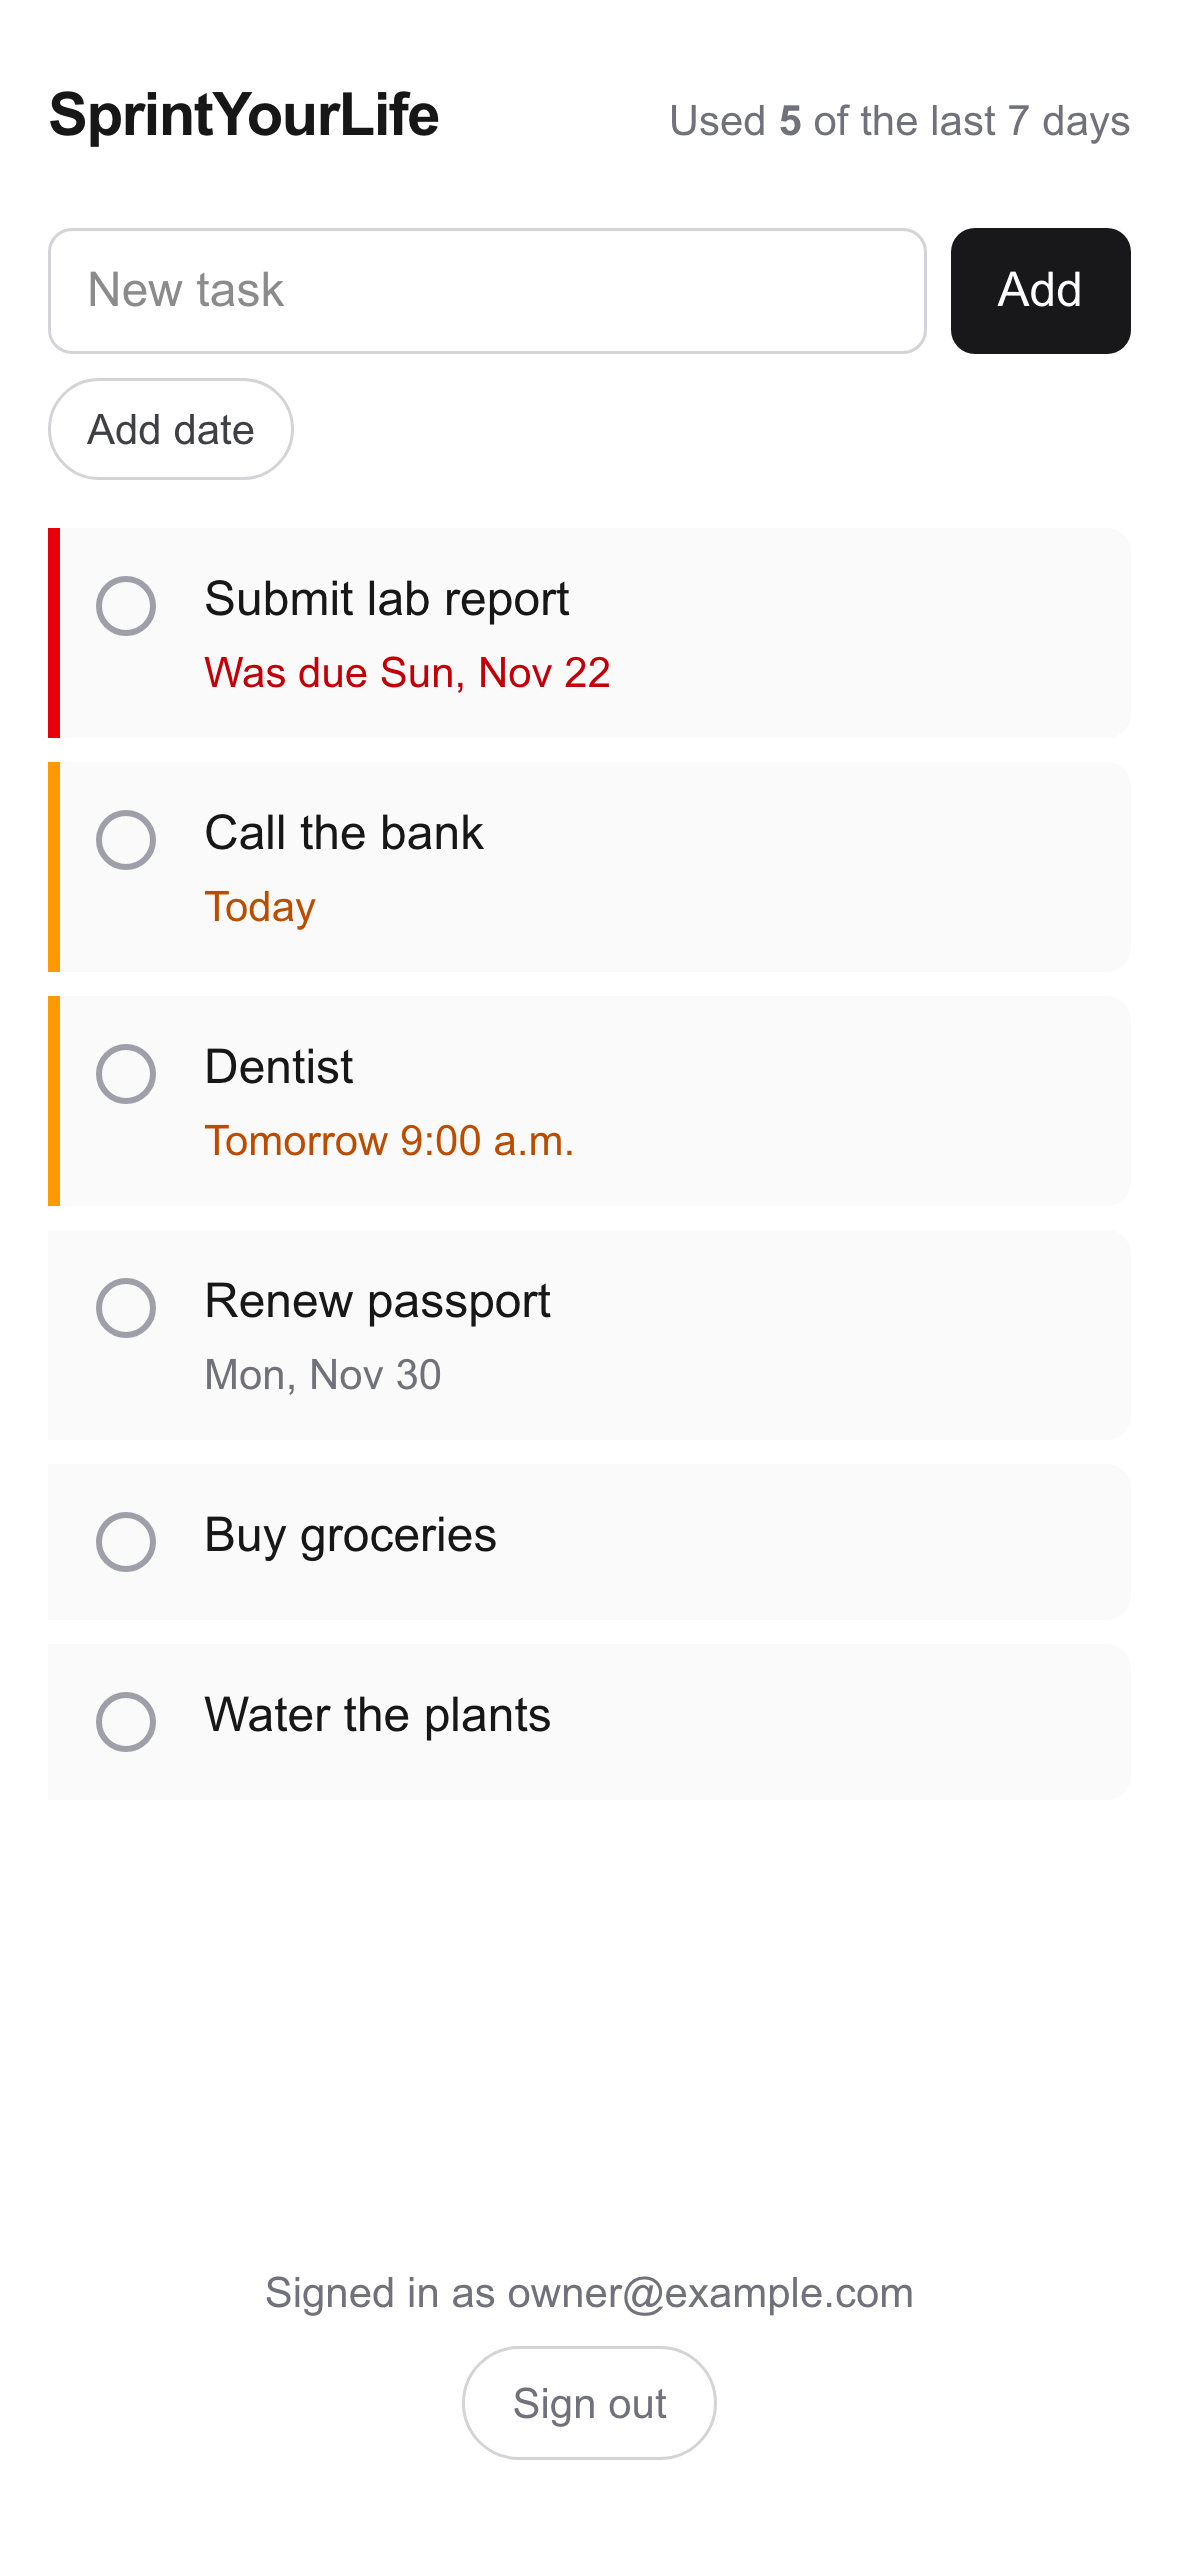 SprintYourLife
Used 5 of the last 7 days
New task
Add
Add date
Submit lab report
Was due Sun, Nov 22
Call the bank
Today
Dentist
Tomorrow 9:00 a.m.
Renew passport
Mon, Nov 30
Buy groceries
Water the plants
Signed in as owner@example.com
Sign out